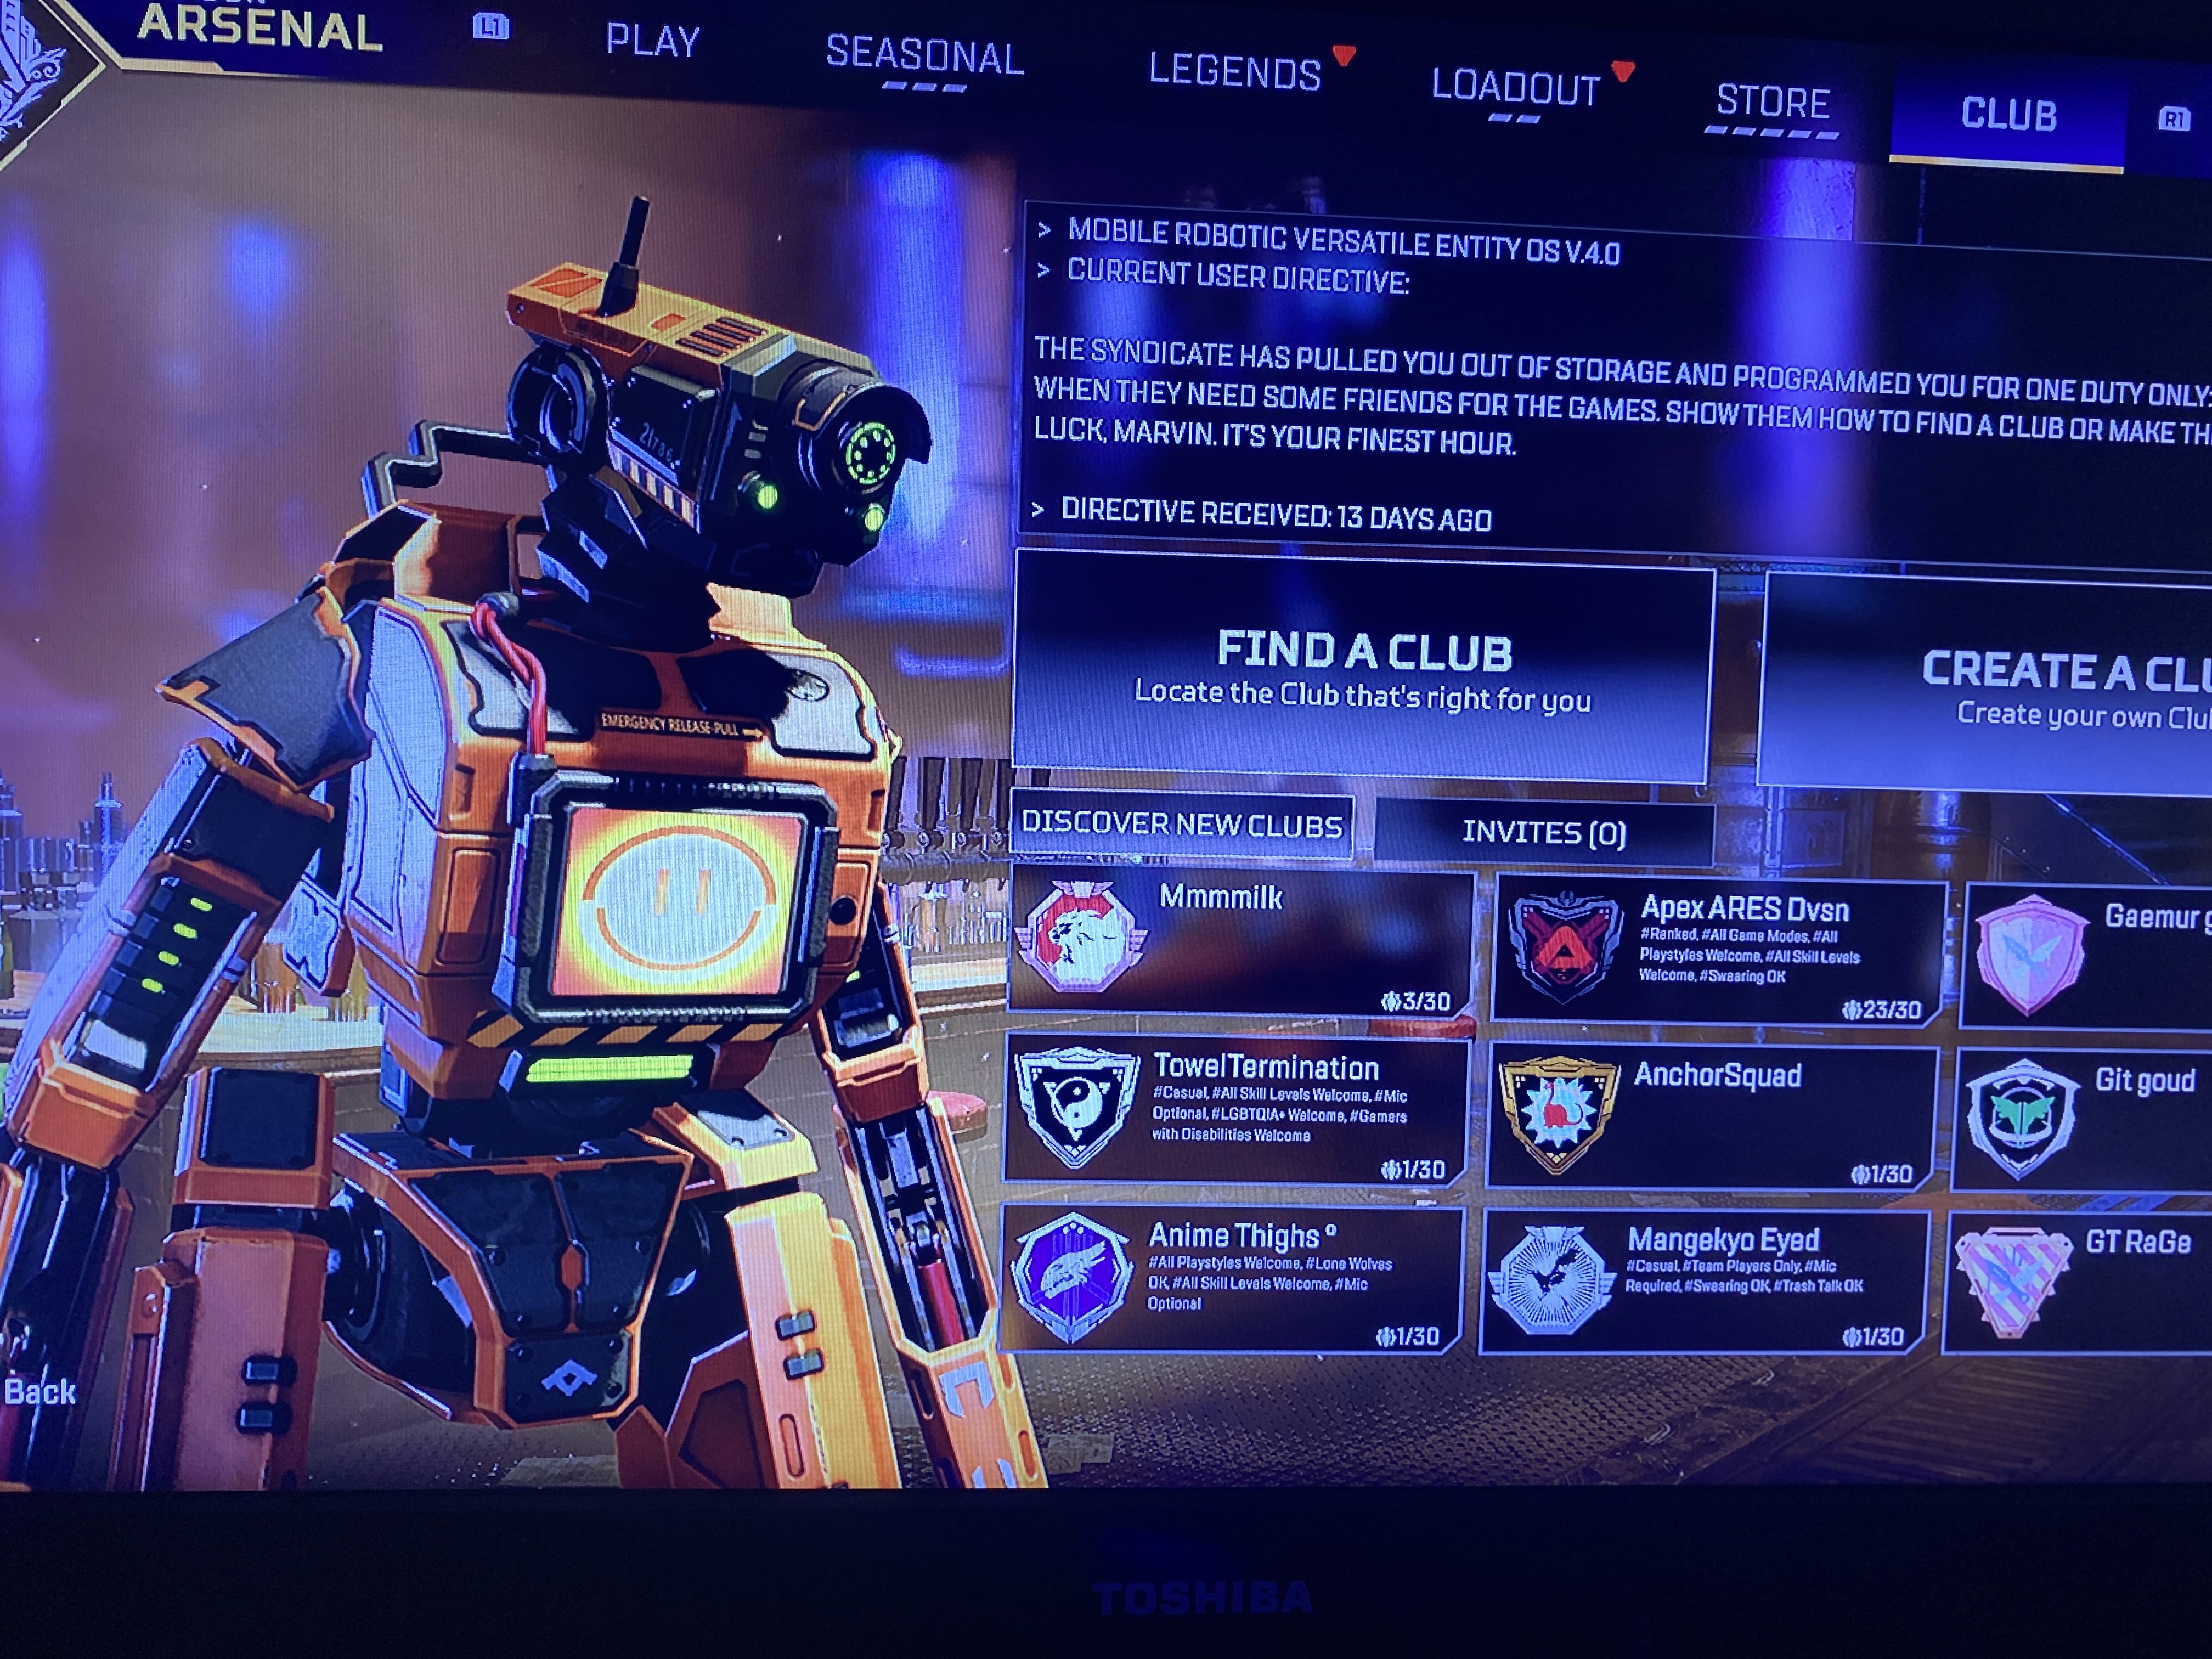 ARSENAL
L1
PLAY
SEASONAL
LEGENDS
LOADOUT
STORE
CLUB
R1
> MOBILE ROBOTIC VERSATILE ENTITY OS V.4.0
> CURRENT USER DIRECTIVE:
THE SYNDICATE HAS PULLED YOU OUT OF STORAGE AND PROGRAMMED YOU FOR ONE DUTY ONLY:
WHEN THEY NEED SOME FRIENDS FOR THE GAMES. SHOW THEM HOW TO FIND A CLUB OR MAKE TH
LUCK, MARVIN. IT'S YOUR FINEST HOUR.
> DIRECTIVE RECEIVED: 13 DAYS AGO
FIND A CLUB
Locate the Club that's right for you
CREATE A CLU
Create your own Clu
DISCOVER NEW CLUBS
INVITES (0)
Mmmmilk
3/30
Apex ARES Dvsn
#Ranked, #All Game Modes, #All
Playstyles Welcome, #All Skill Levels
Welcome, #Swearing OK
23/30
Gaemur g
TowelTermination
#Casual, #All Skill Levels Welcome, #Mic
Optional, #LGBTQIA+ Welcome, #Gamers
with Disabilities Welcome
1/30
AnchorSquad
1/30
Git goud
Anime Thighs º
#All Playstyles Welcome, #Lone Wolves
OK, #All Skill Levels Welcome, #Mic
Optional
1/30
Mangekyo Eyed
#Casual, #Team Players Only, #Mic
Required, #Swearing OK, #Trash Talk OK
1/30
GT RaGe
EMERGENCY RELEASE-PULL
Back
TOSHIBA